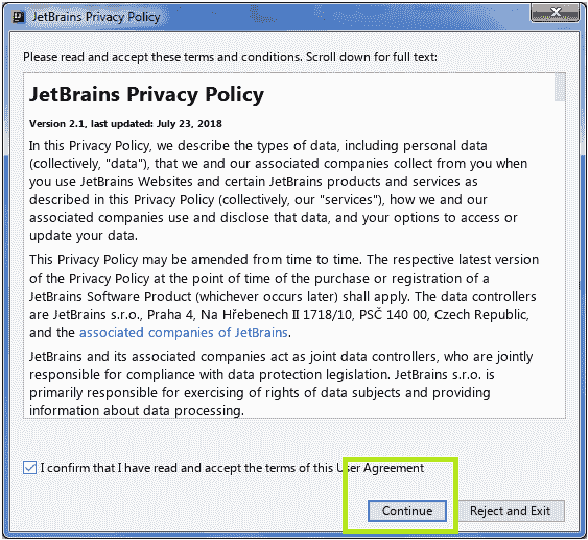 JetBrains Privacy Policy
Please read and accept these terms and conditions. Scroll down for full text:
JetBrains Privacy Policy
Version 2.1, last updated: July 23, 2018
In this Privacy Policy, we describe the types of data, including personal data
(collectively, "data"), that we and our associated companies collect from you when
you use JetBrains Websites and certain JetBrains products and services as
described in this Privacy Policy (collectively, our "services"), how we and our
associated companies use and disclose that data, and your options to access or
update your data.
This Privacy Policy may be amended from time to time. The respective latest version
of the Privacy Policy at the point of time of the purchase or registration of a
JetBrains Software Product (whichever occurs later) shall apply. The data controllers
are JetBrains s.r.o., Praha 4, Na Hřebenech II 1718/10, PSČ 140 00, Czech Republic,
and the associated companies of JetBrains.
JetBrains and its associated companies act as joint data controllers, who are jointly
responsible for compliance with data protection legislation. JetBrains s.r.o. is
primarily responsible for exercising of rights of data subjects and providing
information about data processing.
I confirm that I have read and accept the terms of this User Agreement
Continue
Reject and Exit